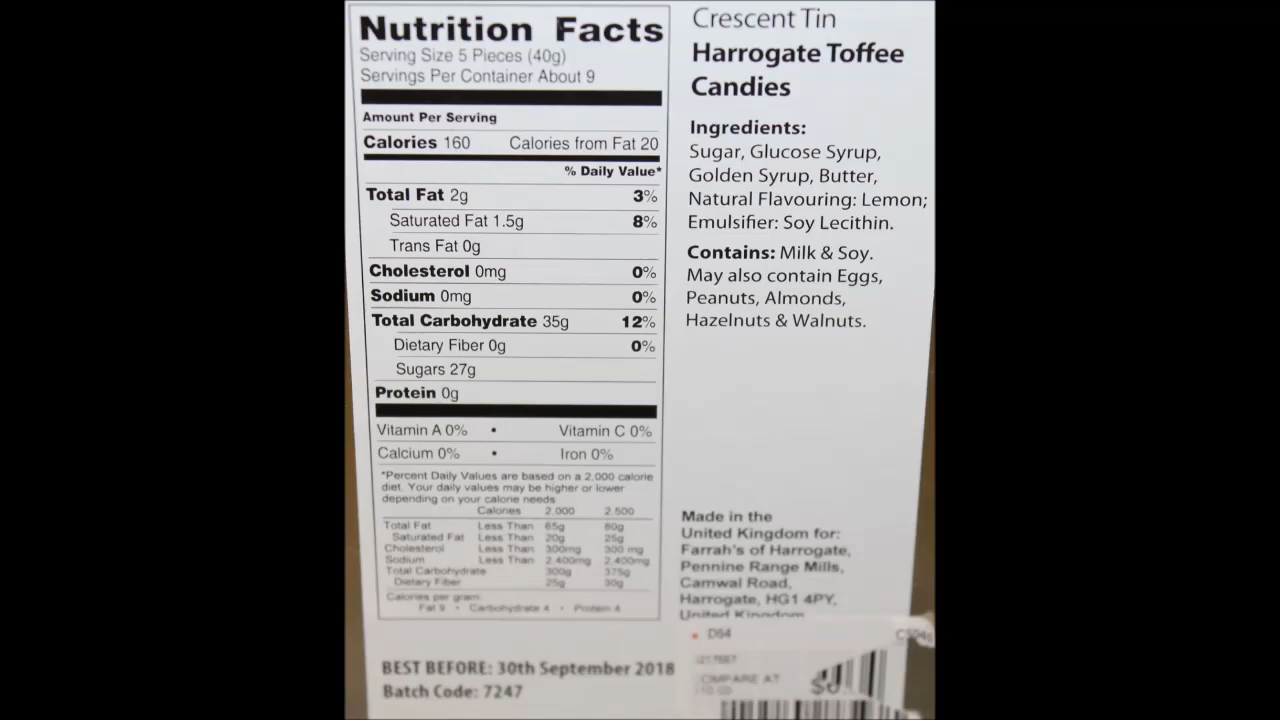 Nutrition Facts
Serving Size 5 Pieces (40g)
Servings Per Container About 9
Amount Per Serving
Calories 160 Calories from Fat 20
% Daily Value*
Total Fat 2g 3%
Saturated Fat 1.5g 8%
Trans Fat 0g
Cholesterol 0mg 0%
Sodium 0mg 0%
Total Carbohydrate 35g 12%
Dietary Fiber 0g 0%
Sugars 27g
Protein 0g
Vitamin A 0% • Vitamin C 0%
Calcium 0% • Iron 0%
*Percent Daily Values are based on a 2,000 calorie
diet. Your daily values may be higher or lower
depending on your calorie needs
Calories 2,000 2,500
Total Fat Less Than 65g 80g
Saturated Fat Less Than 20g 25g
Cholesterol Less Than 300mg 300 mg
Sodium Less Than 2,400mg 2,400mg
Total Carbohydrate 300g 375g
Dietary Fiber 25g 30g
Calories per gram:
Fat 9 • Carbohydrate 4 • Protein 4
BEST BEFORE: 30th September 2018
Batch Code: 7247
Crescent Tin
Harrogate Toffee
Candies
Ingredients:
Sugar, Glucose Syrup,
Golden Syrup, Butter,
Natural Flavouring: Lemon;
Emulsifier: Soy Lecithin.
Contains: Milk & Soy.
May also contain Eggs,
Peanuts, Almonds,
Hazelnuts & Walnuts.
Made in the
United Kingdom for:
Farrah's of Harrogate,
Pennine Range Mills,
Camwal Road,
Harrogate, HG1 4PY,
United Kingdom
D54
COMPARE AT